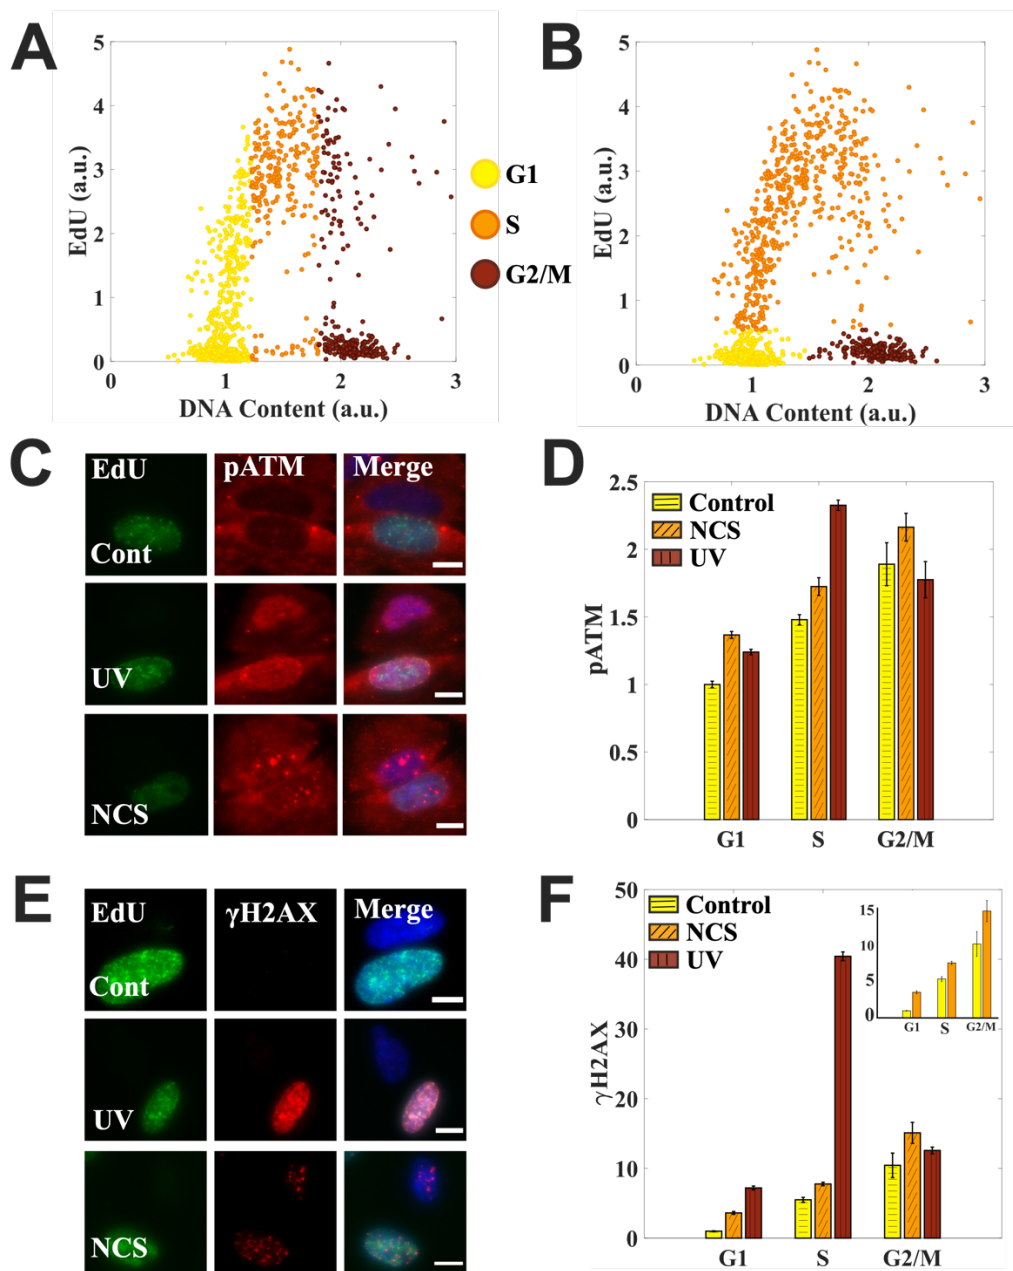 A
5
4
3
2
1
0
EdU (a.u.)
0
1
2
3
DNA Content (a.u.)
G1
S
G2/M
B
5
4
3
2
1
0
EdU (a.u.)
0
1
2
3
DNA Content (a.u.)
C
EdU
pATM
Merge
Cont
UV
NCS
D
2.5
2
1.5
1
0.5
0
pATM
Control
NCS
UV
G1
S
G2/M
E
EdU
γH2AX
Merge
Cont
UV
NCS
F
50
40
30
20
10
0
γH2AX
Control
NCS
UV
15
10
5
0
G1
S
G2/M
G1
S
G2/M